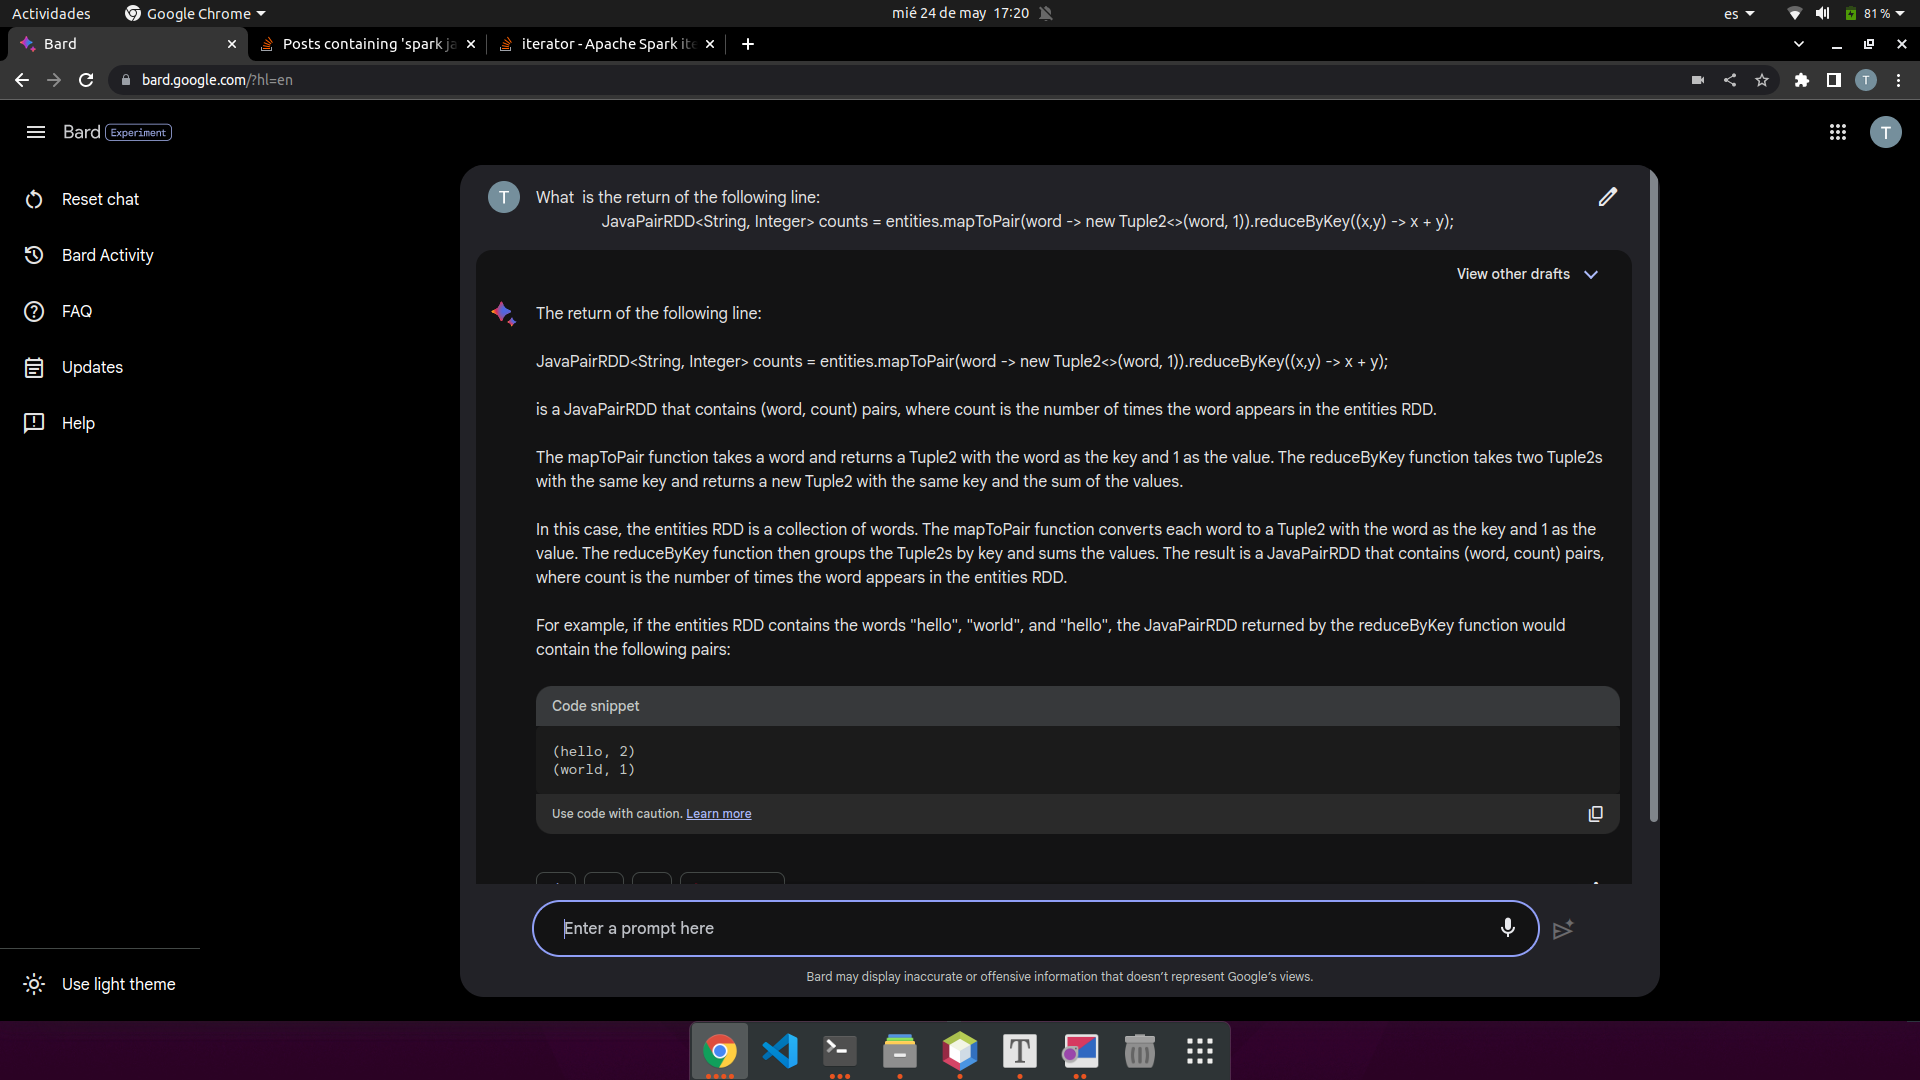 Actividades
Google Chrome
mié 24 de may 17:20
es
81 %
Bard
Posts containing 'spark ja
iterator - Apache Spark ite
bard.google.com/?hl=en
T
Bard Experiment
T
Reset chat
Bard Activity
FAQ
Updates
Help
Use light theme
T
What is the return of the following line:
JavaPairRDD<String, Integer> counts = entities.mapToPair(word -> new Tuple2<>(word, 1)).reduceByKey((x,y) -> x + y);
View other drafts
The return of the following line:
JavaPairRDD<String, Integer> counts = entities.mapToPair(word -> new Tuple2<>(word, 1)).reduceByKey((x,y) -> x + y);
is a JavaPairRDD that contains (word, count) pairs, where count is the number of times the word appears in the entities RDD.
The mapToPair function takes a word and returns a Tuple2 with the word as the key and 1 as the value. The reduceByKey function takes two Tuple2s
with the same key and returns a new Tuple2 with the same key and the sum of the values.
In this case, the entities RDD is a collection of words. The mapToPair function converts each word to a Tuple2 with the word as the key and 1 as the
value. The reduceByKey function then groups the Tuple2s by key and sums the values. The result is a JavaPairRDD that contains (word, count) pairs,
where count is the number of times the word appears in the entities RDD.
For example, if the entities RDD contains the words "hello", "world", and "hello", the JavaPairRDD returned by the reduceByKey function would
contain the following pairs:
Code snippet
(hello, 2)
(world, 1)
Use code with caution. Learn more
Enter a prompt here
Bard may display inaccurate or offensive information that doesn't represent Google's views.